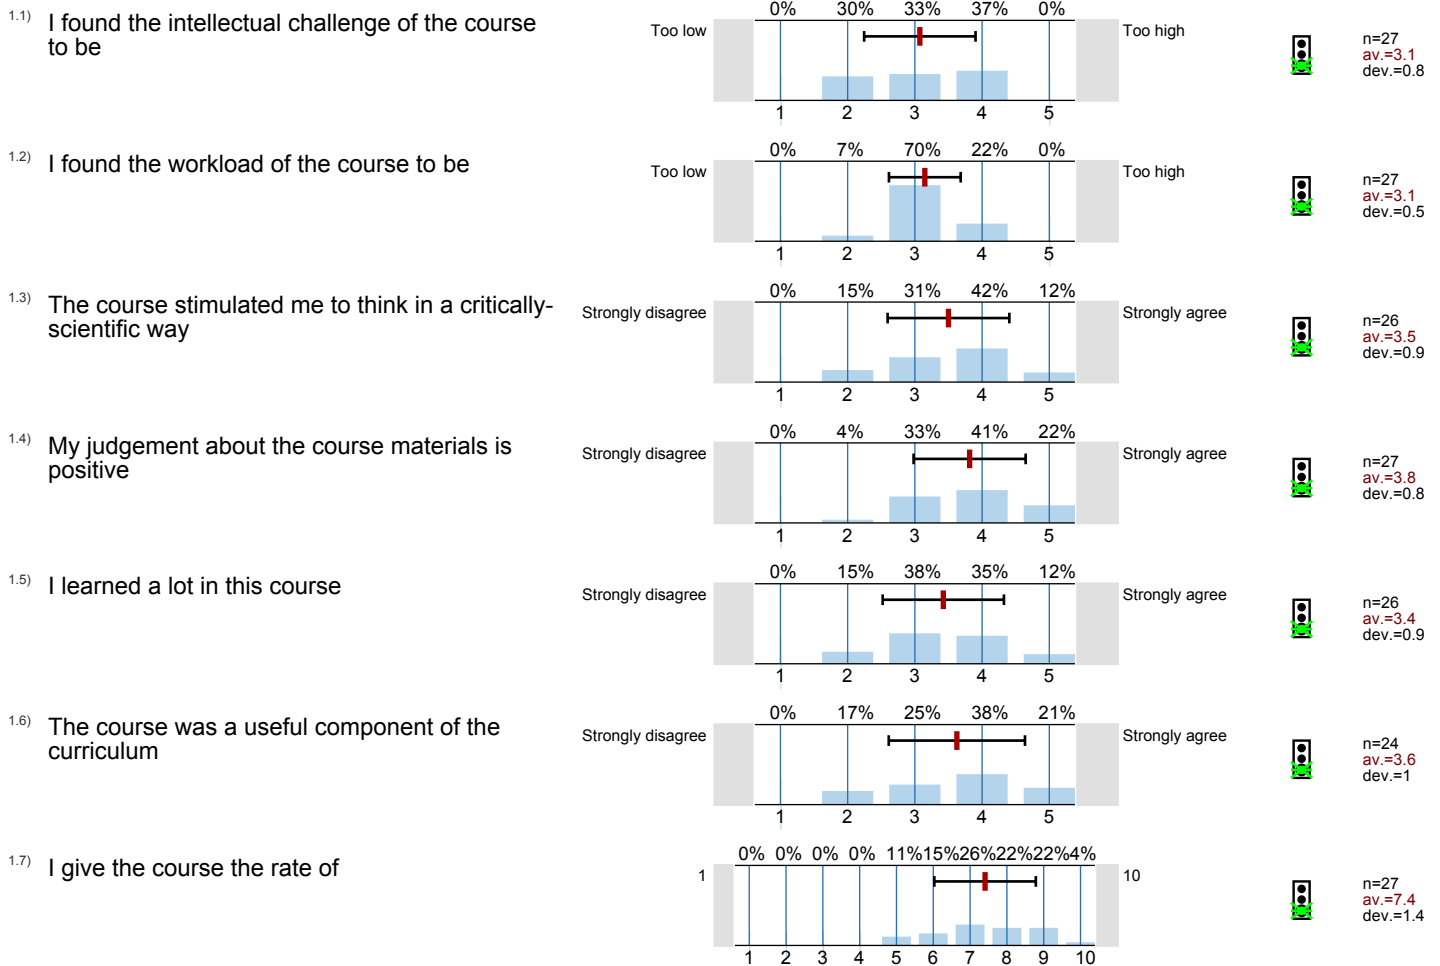 1.1) I found the intellectual challenge of the course
to be
0% 30% 33% 37% 0%
Too low Too high
1 2 3 4 5
n=27
av.=3.1
dev.=0.8
1.2) I found the workload of the course to be
0% 7% 70% 22% 0%
Too low Too high
1 2 3 4 5
n=27
av.=3.1
dev.=0.5
1.3) The course stimulated me to think in a critically-
scientific way
0% 15% 31% 42% 12%
Strongly disagree Strongly agree
1 2 3 4 5
n=26
av.=3.5
dev.=0.9
1.4) My judgement about the course materials is
positive
0% 4% 33% 41% 22%
Strongly disagree Strongly agree
1 2 3 4 5
n=27
av.=3.8
dev.=0.8
1.5) I learned a lot in this course
0% 15% 38% 35% 12%
Strongly disagree Strongly agree
1 2 3 4 5
n=26
av.=3.4
dev.=0.9
1.6) The course was a useful component of the
curriculum
0% 17% 25% 38% 21%
Strongly disagree Strongly agree
1 2 3 4 5
n=24
av.=3.6
dev.=1
1.7) I give the course the rate of
0% 0% 0% 0% 11% 15% 26% 22% 22% 4%
1 10
1 2 3 4 5 6 7 8 9 10
n=27
av.=7.4
dev.=1.4